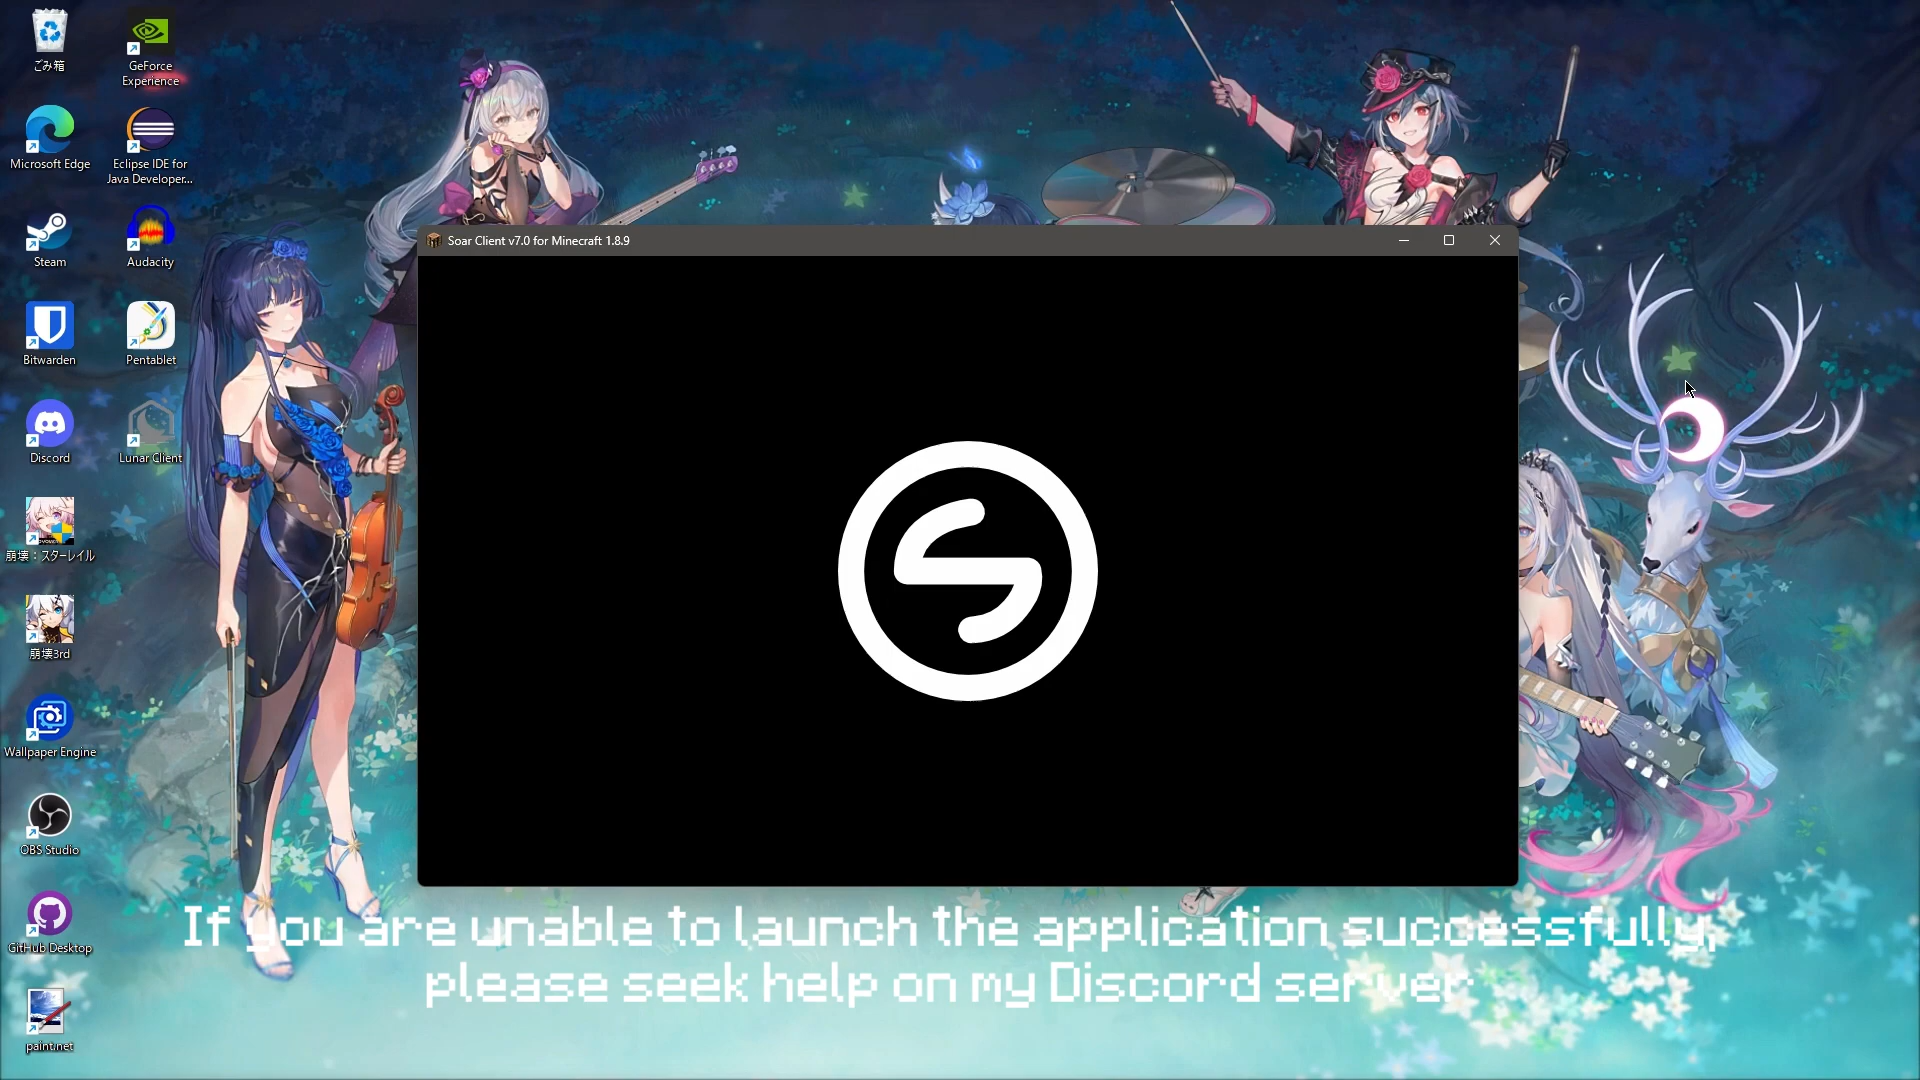 ごみ箱
GeForce
Experience
Microsoft Edge
Eclipse IDE for
Java Developer...
Steam
Audacity
Bitwarden
Pentablet
Discord
Lunar Client
崩壊：スターレイル
崩壊3rd
Wallpaper Engine
OBS Studio
GitHub Desktop
paint.net
Soar Client v7.0 for Minecraft 1.8.9
If you are unable to launch the application successfully,
please seek help on my Discord server